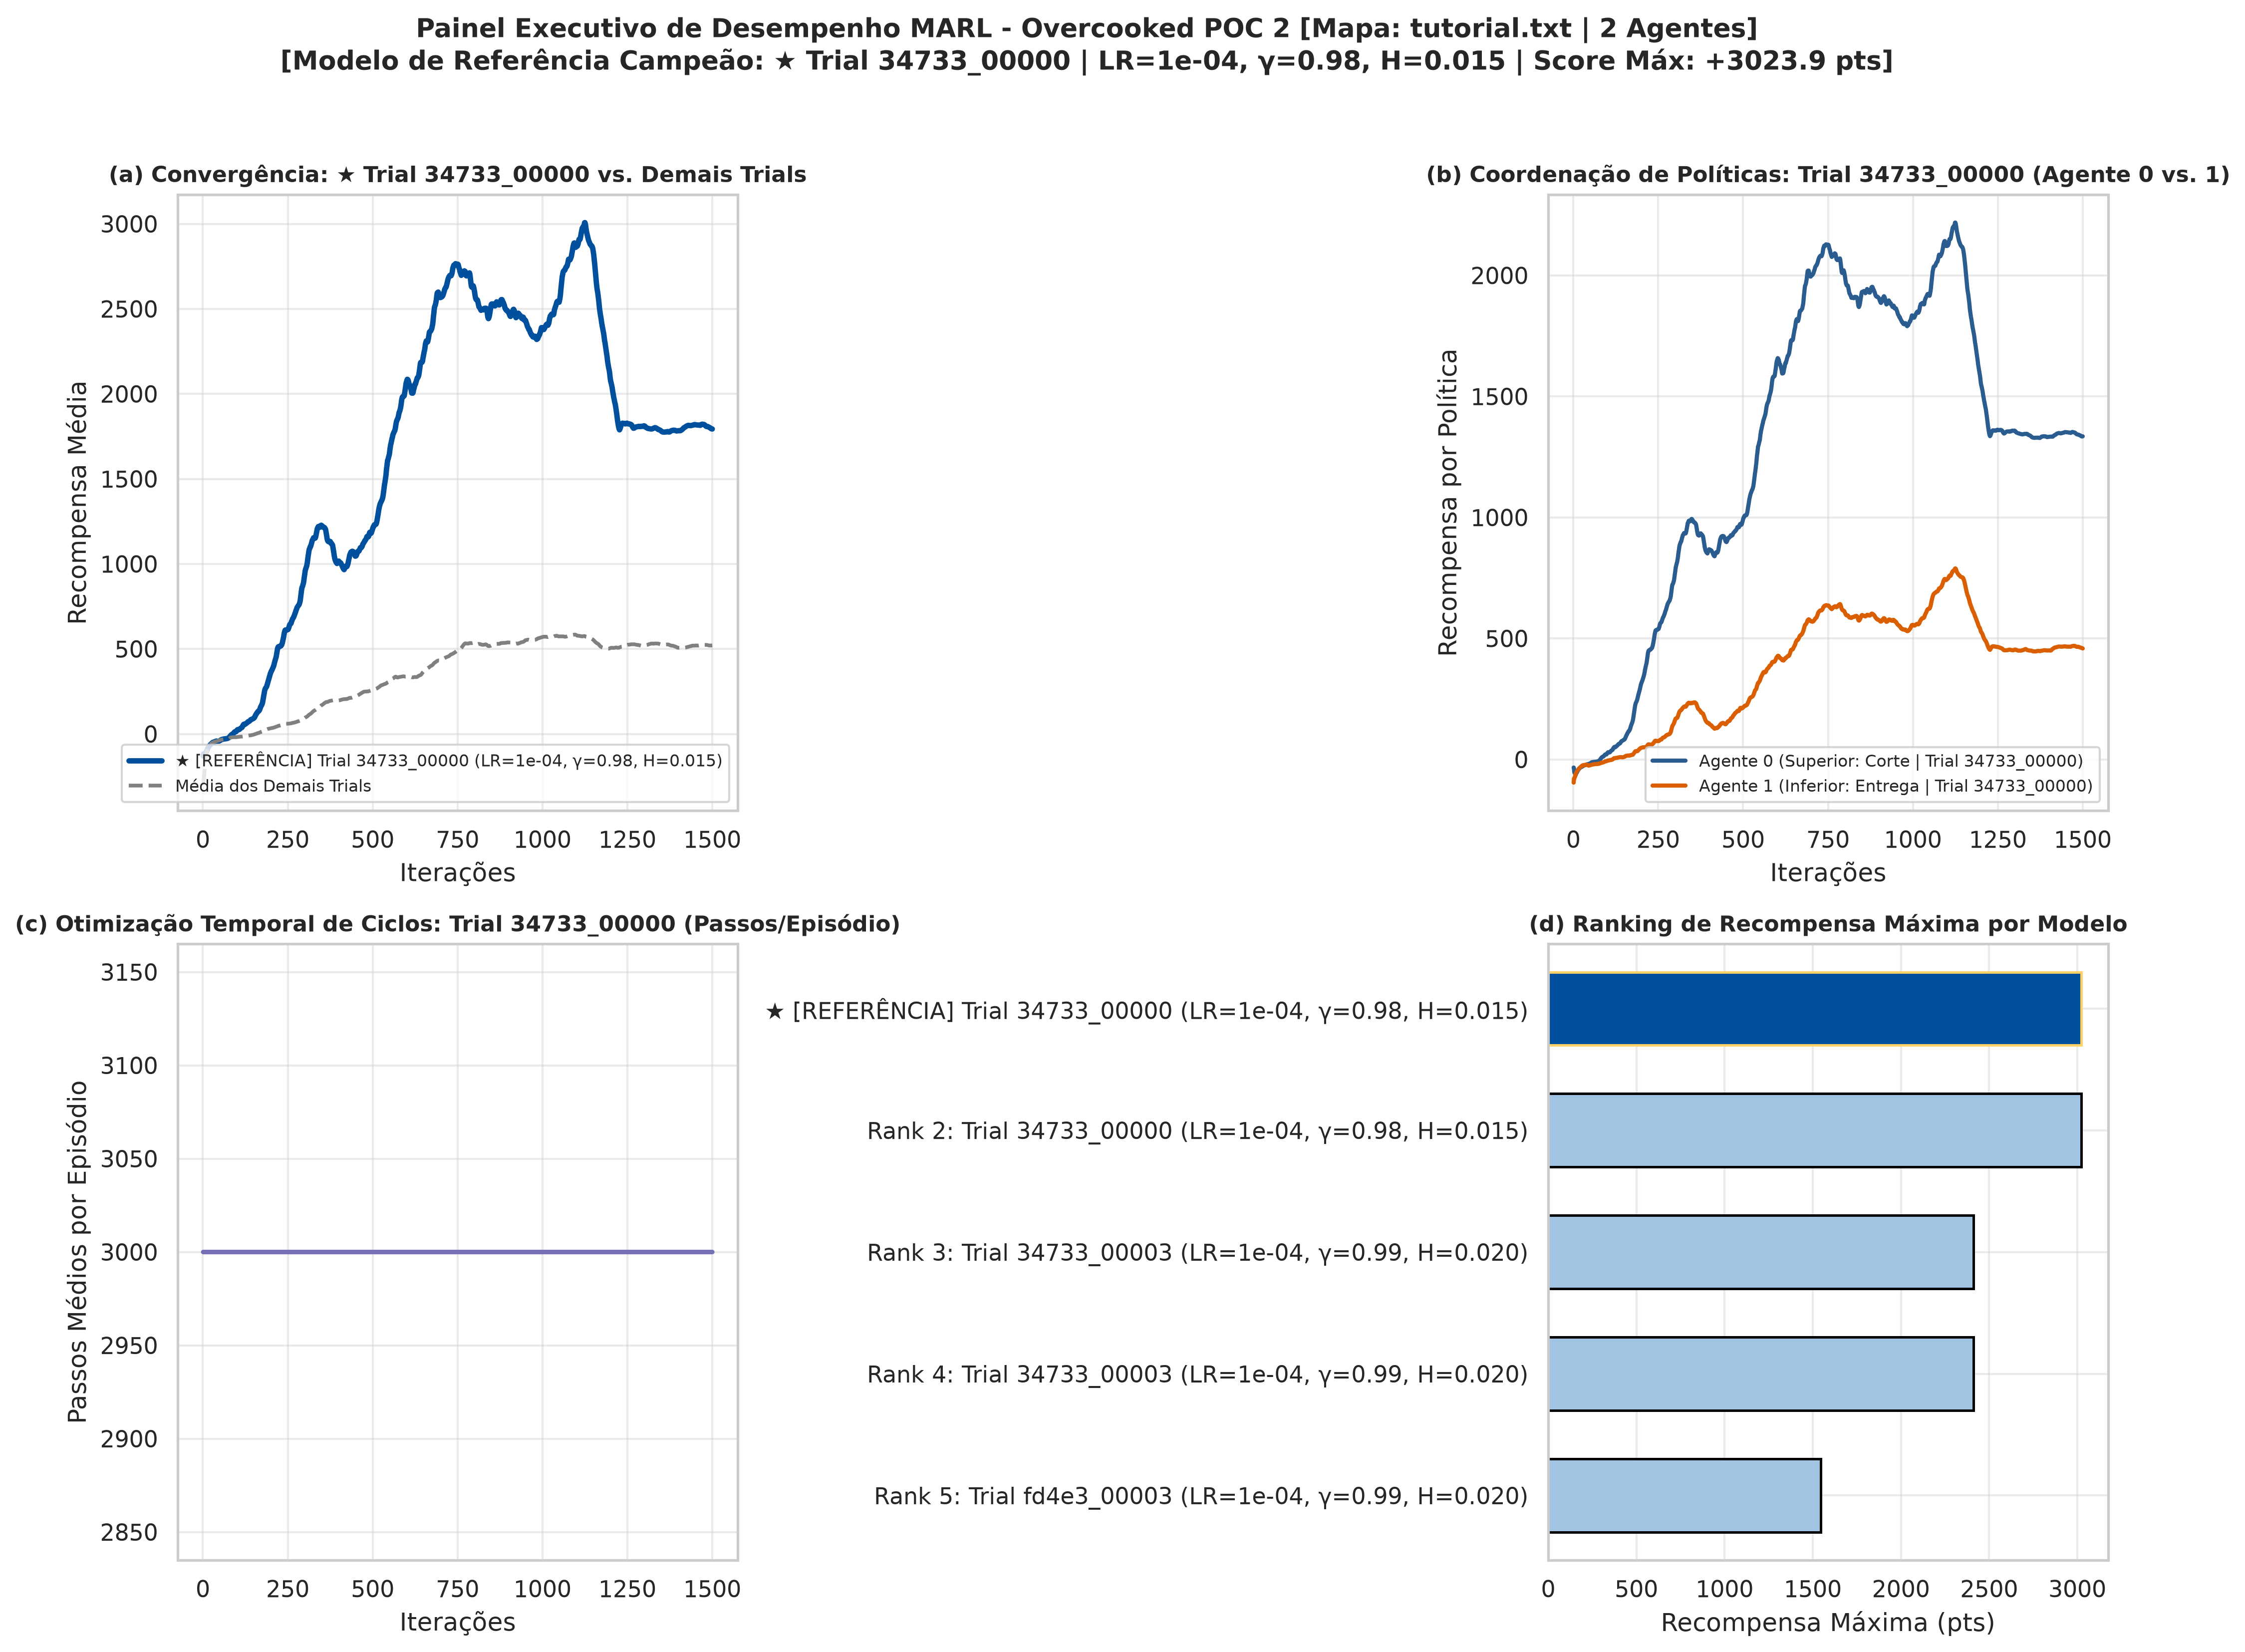 Painel Executivo de Desempenho MARL - Overcooked POC 2 [Mapa: tutorial.txt | 2 Agentes]
[Modelo de Referência Campeão: ★ Trial 34733_00000 | LR=1e-04, γ=0.98, H=0.015 | Score Máx: +3023.9 pts]
(a) Convergência: ★ Trial 34733_00000 vs. Demais Trials
Recompensa Média
3000
2500
2000
1500
1000
500
0
★ [REFERÊNCIA] Trial 34733_00000 (LR=1e-04, γ=0.98, H=0.015)
Média dos Demais Trials
0 250 500 750 1000 1250 1500
Iterações
(b) Coordenação de Políticas: Trial 34733_00000 (Agente 0 vs. 1)
Recompensa por Política
2000
1500
1000
500
0
Agente 0 (Superior: Corte | Trial 34733_00000)
Agente 1 (Inferior: Entrega | Trial 34733_00000)
0 250 500 750 1000 1250 1500
Iterações
(c) Otimização Temporal de Ciclos: Trial 34733_00000 (Passos/Episódio)
Passos Médios por Episódio
3150
3100
3050
3000
2950
2900
2850
0 250 500 750 1000 1250 1500
Iterações
(d) Ranking de Recompensa Máxima por Modelo
★ [REFERÊNCIA] Trial 34733_00000 (LR=1e-04, γ=0.98, H=0.015)
Rank 2: Trial 34733_00000 (LR=1e-04, γ=0.98, H=0.015)
Rank 3: Trial 34733_00003 (LR=1e-04, γ=0.99, H=0.020)
Rank 4: Trial 34733_00003 (LR=1e-04, γ=0.99, H=0.020)
Rank 5: Trial fd4e3_00003 (LR=1e-04, γ=0.99, H=0.020)
0 500 1000 1500 2000 2500 3000
Recompensa Máxima (pts)